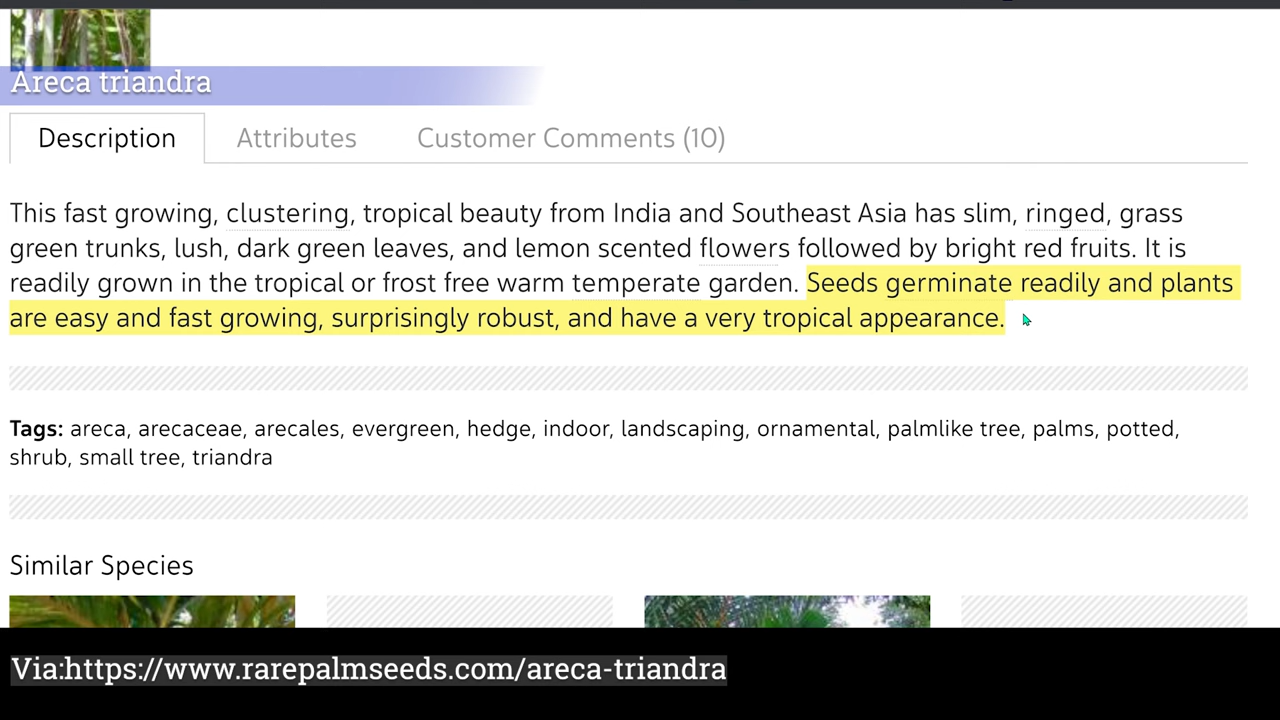 Areca triandra
Description Attributes Customer Comments (10)
This fast growing, clustering, tropical beauty from India and Southeast Asia has slim, ringed, grass
green trunks, lush, dark green leaves, and lemon scented flowers followed by bright red fruits. It is
readily grown in the tropical or frost free warm temperate garden. Seeds germinate readily and plants
are easy and fast growing, surprisingly robust, and have a very tropical appearance.
Tags: areca, arecaceae, arecales, evergreen, hedge, indoor, landscaping, ornamental, palmlike tree, palms, potted,
shrub, small tree, triandra
Similar Species
Via:https://www.rarepalmseeds.com/areca-triandra